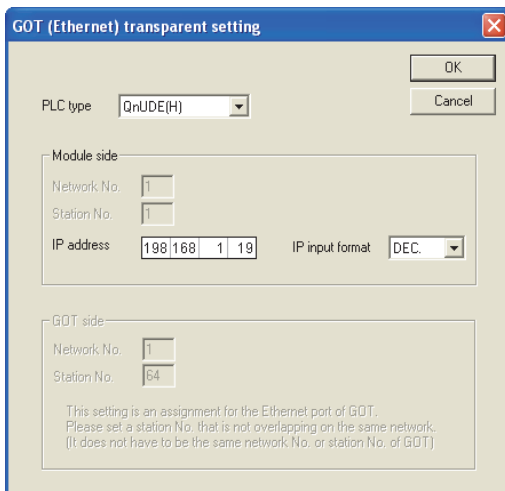 GOT (Ethernet) transparent setting
OK
PLC type QnUDE(H)
Cancel
Module side
Network No. 1
Station No. 1
IP address 198 168 1 19 IP input format DEC.
GOT side
Network No. 1
Station No. 64
This setting is an assignment for the Ethernet port of GOT.
Please set a station No. that is not overlapping on the same network.
(It does not have to be the same network No. or station No. of GOT)